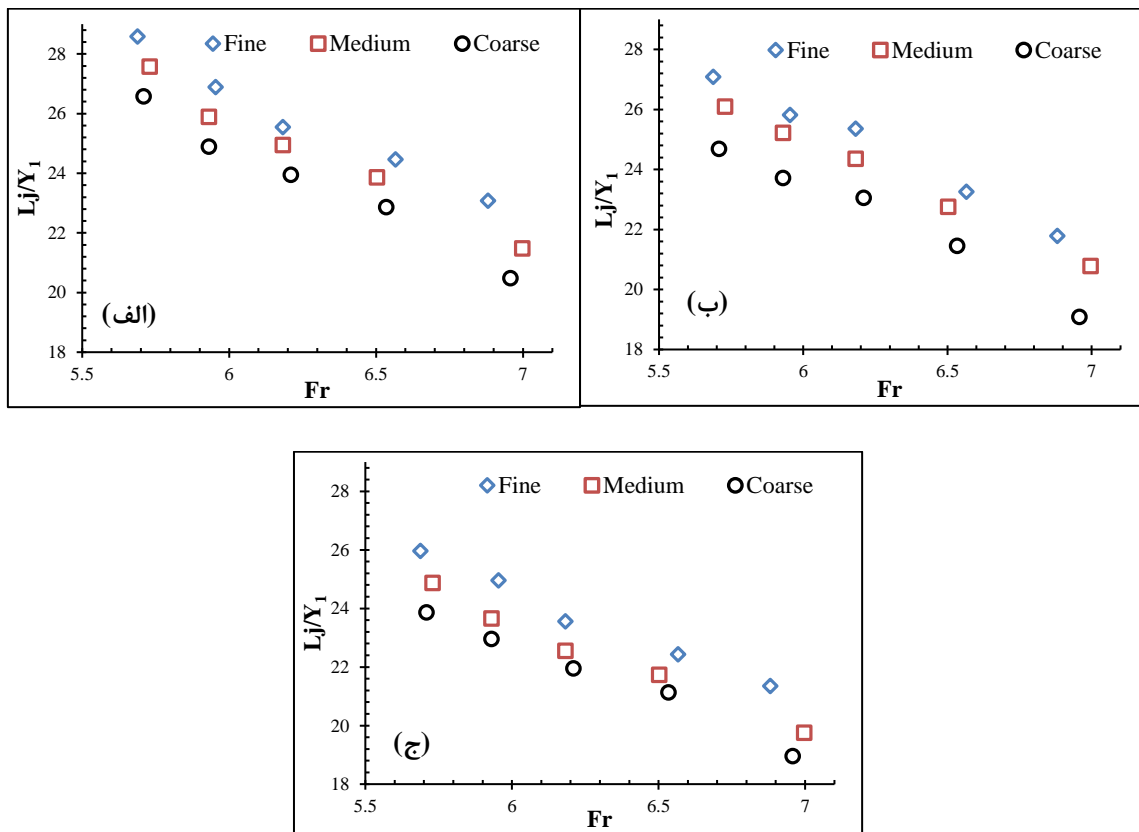 Fine Medium Coarse
28
26
24
22
20
18
Lj/Y₁
5.5 6 6.5 7
Fr
(الف)
Fine Medium Coarse
28
26
24
22
20
18
Lj/Y₁
5.5 6 6.5 7
Fr
(ب)
Fine Medium Coarse
28
26
24
22
20
18
Lj/Y₁
5.5 6 6.5 7
Fr
(ج)